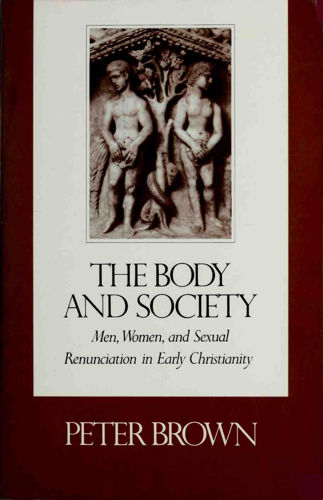 THE BODY
AND SOCIETY
Men, Women, and Sexual
Renunciation in Early Christianity
PETER BROWN